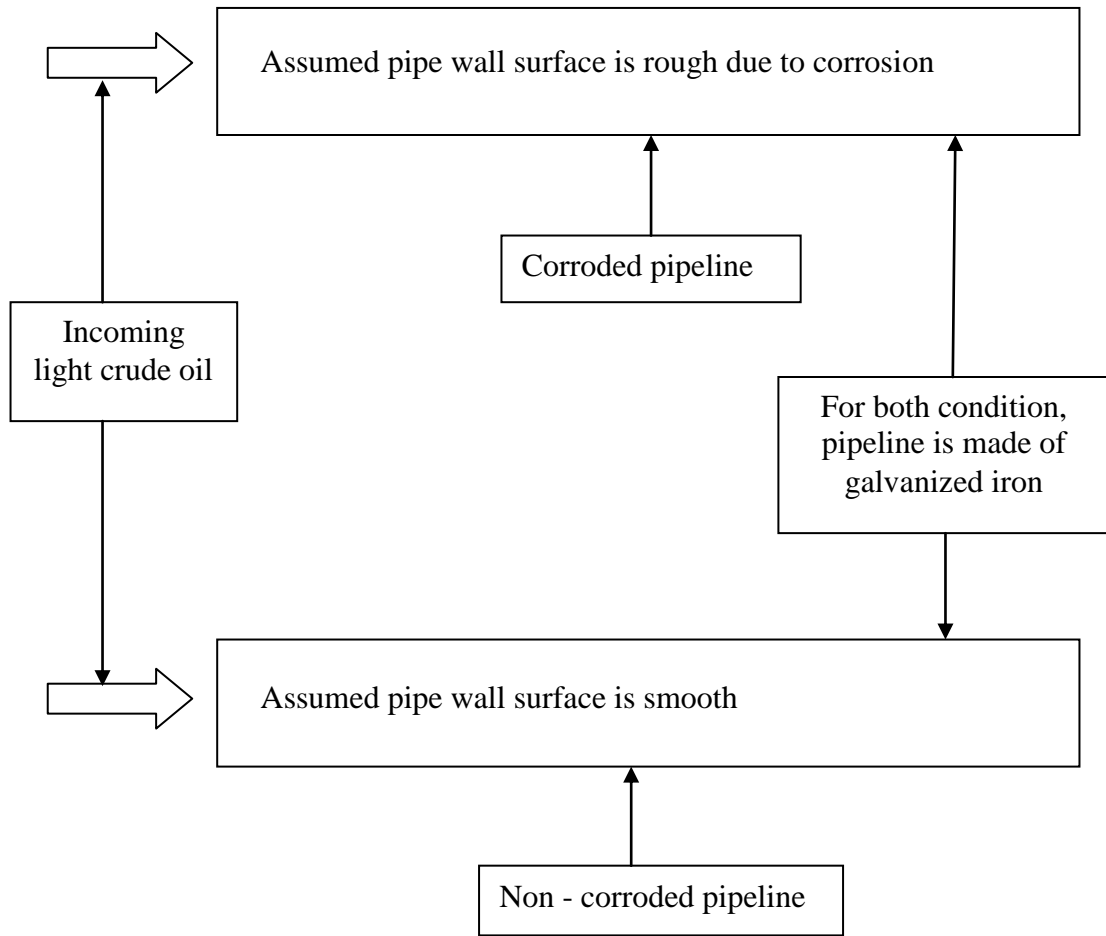 Assumed pipe wall surface is rough due to corrosion
Corroded pipeline
Incoming
light crude oil
For both condition,
pipeline is made of
galvanized iron
Assumed pipe wall surface is smooth
Non - corroded pipeline